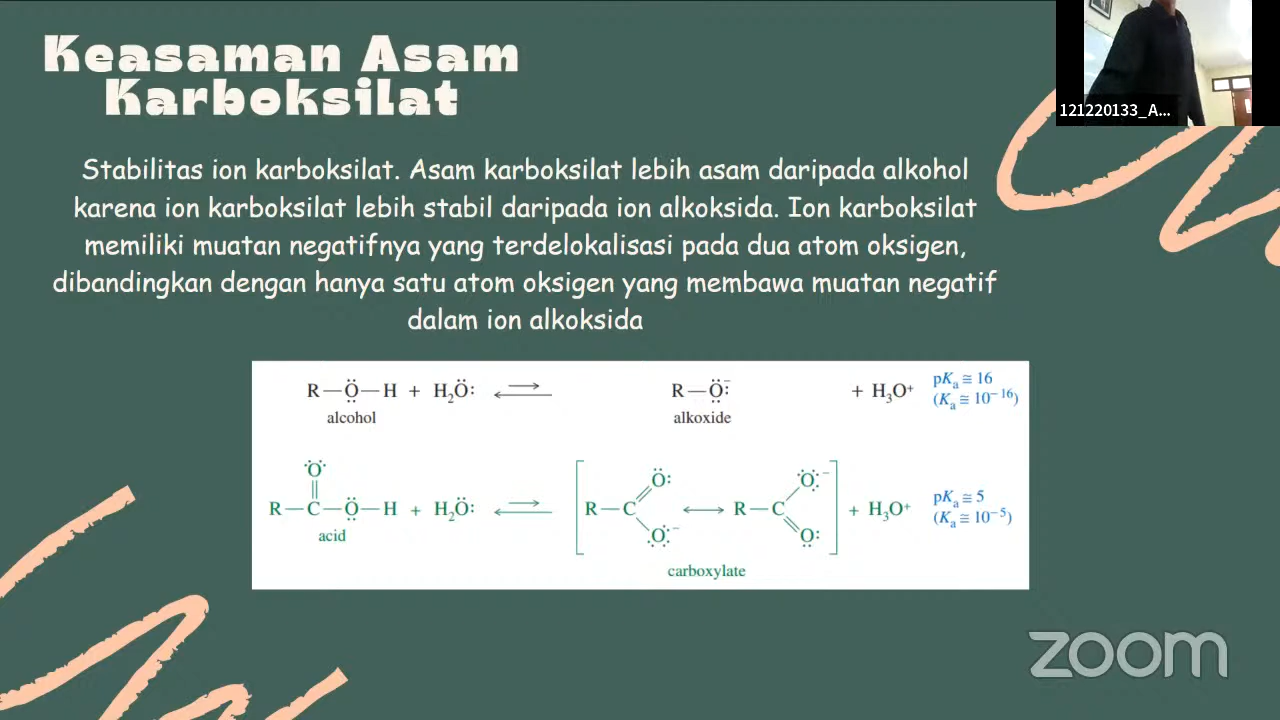 Keasaman Asam
Karboksilat
121220133_A...
Stabilitas ion karboksilat. Asam karboksilat lebih asam daripada alkohol
karena ion karboksilat lebih stabil daripada ion alkoksida. Ion karboksilat
memiliki muatan negatifnya yang terdelokalisasi pada dua atom oksigen,
dibandingkan dengan hanya satu atom oksigen yang membawa muatan negatif
dalam ion alkoksida
R—Ö—H + H₂Ö: ⇌ R—Ö:⁻ + H₃O⁺ pKₐ ≅ 16
(Kₐ ≅ 10⁻¹⁶)
alcohol alkoxide
O O: O:⁻
R—C—Ö—H + H₂Ö: ⇌ [R—C ⟷ R—C] + H₃O⁺ pKₐ ≅ 5
(Kₐ ≅ 10⁻⁵)
O:⁻ O:
acid
carboxylate
zoom